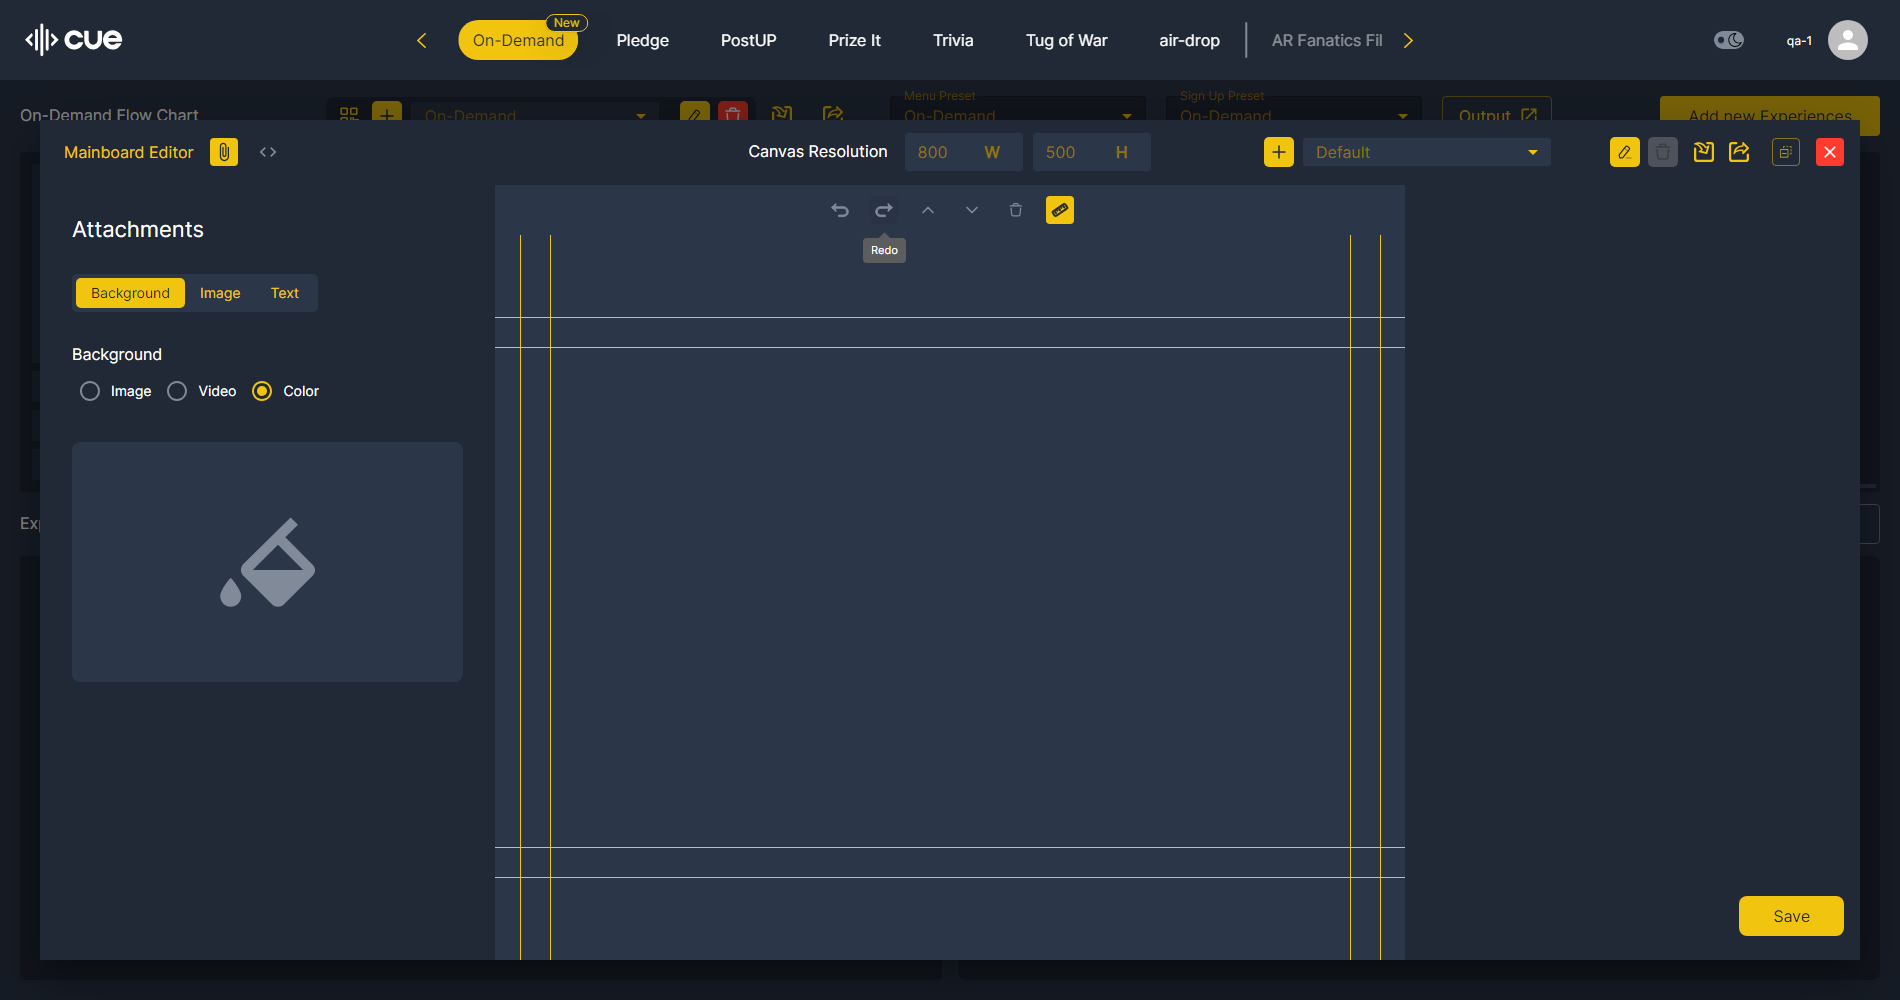 cue
On-Demand
New
Pledge
PostUP
Prize It
Trivia
Tug of War
air-drop
AR Fanatics Fil
qa-1
On-Demand Flow Chart
On-Demand
Menu Preset
On-Demand
Sign Up Preset
On-Demand
Output
Add new Experiences
Mainboard Editor
Canvas Resolution
800 W
500 H
Default
Attachments
Redo
Background
Image
Text
Background
Image
Video
Color
Exp
Save